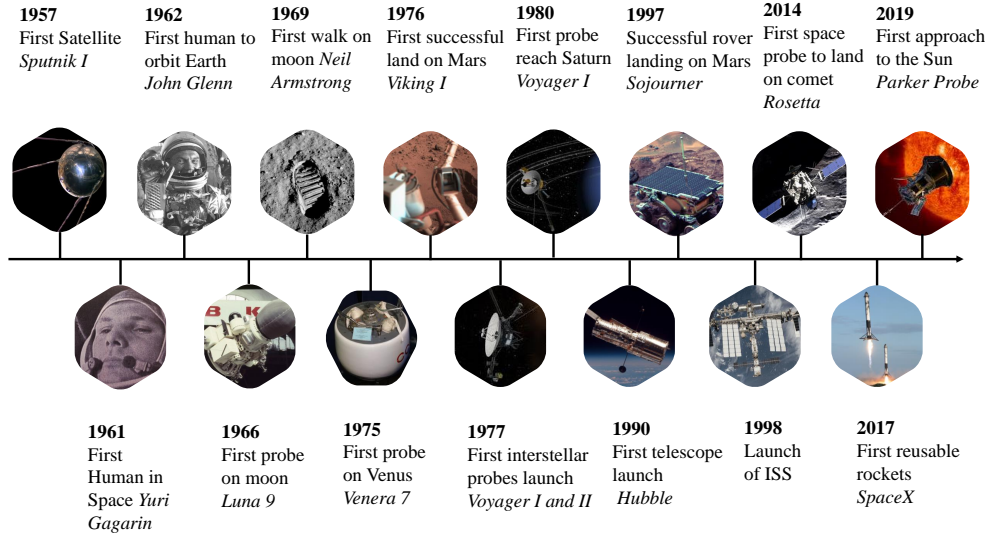 1957
First Satellite
Sputnik I
1962
First human to
orbit Earth
John Glenn
1969
First walk on
moon Neil
Armstrong
1976
First successful
land on Mars
Viking I
1980
First probe
reach Saturn
Voyager I
1997
Successful rover
landing on Mars
Sojourner
2014
First space
probe to land
on comet
Rosetta
2019
First approach
to the Sun
Parker Probe
В К
1961
First
Human in
Space Yuri
Gagarin
1966
First probe
on moon
Luna 9
1975
First probe
on Venus
Venera 7
1977
First interstellar
probes launch
Voyager I and II
1990
First telescope
launch
Hubble
1998
Launch
of ISS
2017
First reusable
rockets
SpaceX